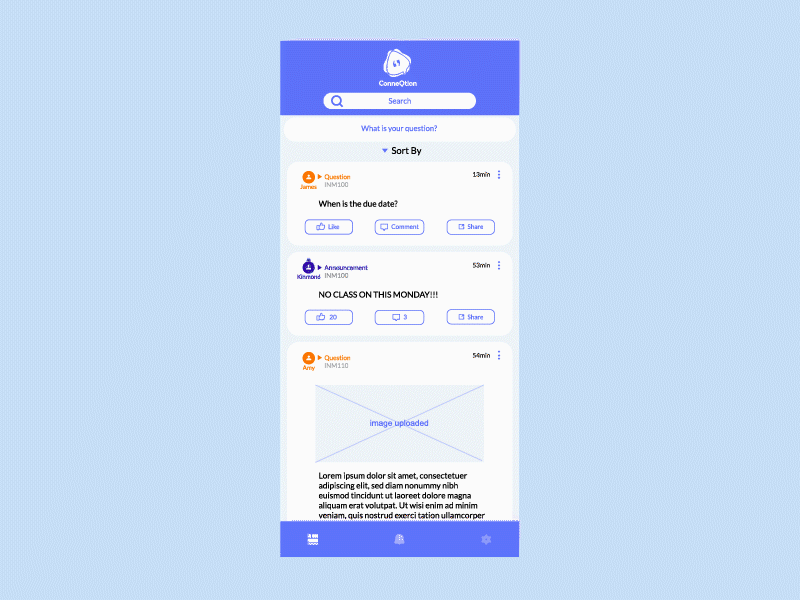 ConneQtion
Search
What is your question?
Sort By
Question
13min
James
INM100
When is the due date?
Like
Comment
Share
Announcement
53min
Kinmond
INM100
NO CLASS ON THIS MONDAY!!!
20
3
Share
Question
54min
Amy
INM110
image uploaded
Lorem ipsum dolor sit amet, consectetuer
adipiscing elit, sed diam nonummy nibh
euismod tincidunt ut laoreet dolore magna
aliquam erat volutpat. Ut wisi enim ad minim
veniam, quis nostrud exerci tation ullamcorper